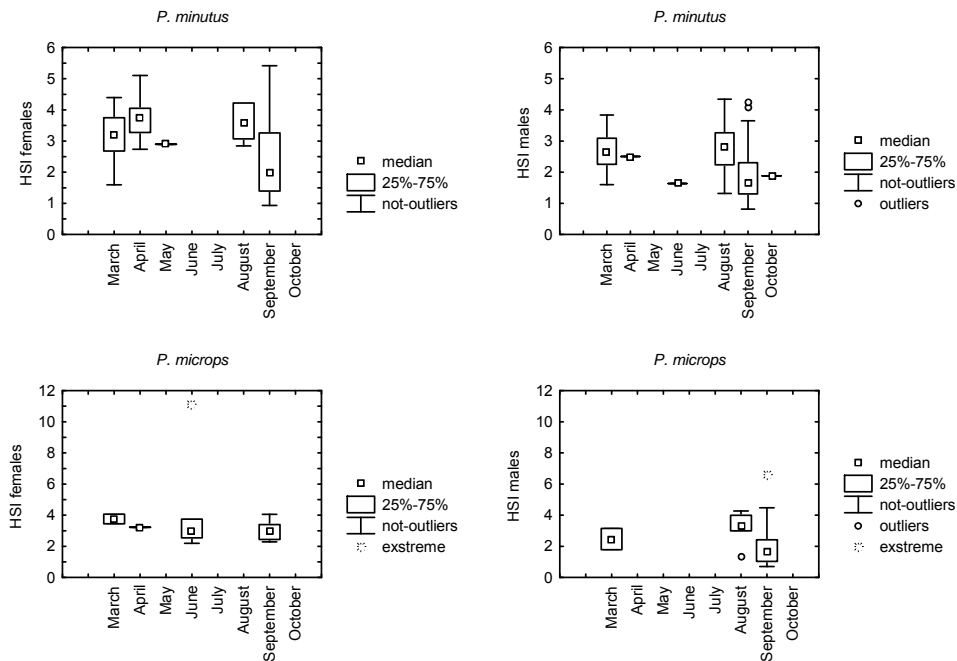 P. minutus
HSI females
6
5
4
3
2
1
0
March
April
May
June
July
August
September
October
median
25%-75%
not-outliers
P. minutus
HSI males
6
5
4
3
2
1
0
March
April
May
June
July
August
September
October
median
25%-75%
not-outliers
outliers
P. microps
HSI females
12
10
8
6
4
2
0
March
April
May
June
July
August
September
October
median
25%-75%
not-outliers
exstreme
P. microps
HSI males
12
10
8
6
4
2
0
March
April
May
June
July
August
September
October
median
25%-75%
not-outliers
outliers
exstreme